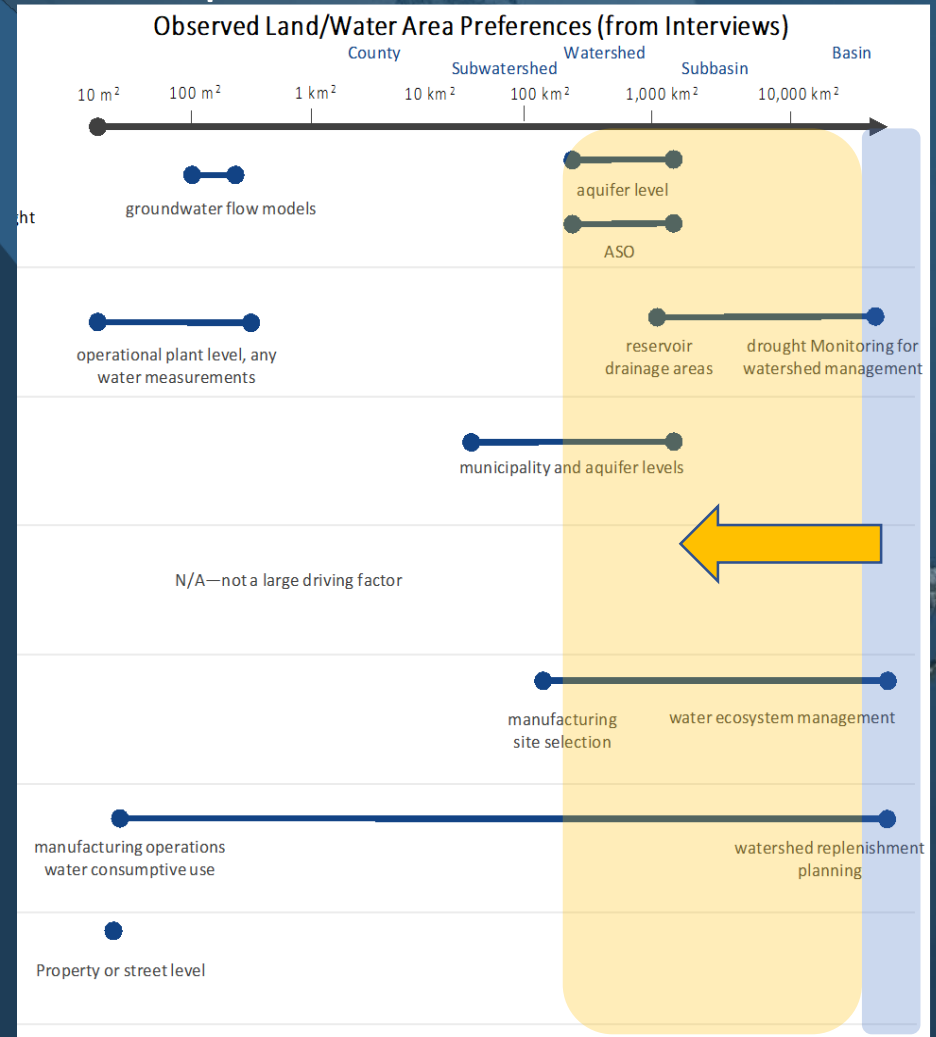 Observed Land/Water Area Preferences (from Interviews)
County
Watershed
Basin
Subwatershed
Subbasin
10 m²
100 m²
1 km²
10 km²
100 km²
1,000 km²
10,000 km²
aquifer level
groundwater flow models
ght
ASO
operational plant level, any
water measurements
reservoir
drainage areas
drought Monitoring for
watershed management
municipality and aquifer levels
N/A—not a large driving factor
manufacturing
site selection
water ecosystem management
manufacturing operations
water consumptive use
watershed replenishment
planning
Property or street level